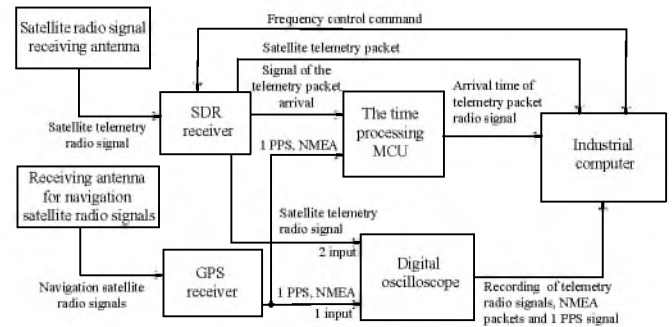 Frequency control command
Satellite radio signal
receiving antenna
Satellite telemetry packet
Signal of the
telemetry packet
arrival
Arrival time of
telemetry packet
radio signal
SDR
receiver
The time
processing
MCU
Industrial
computer
Satellite telemetry
radio signal
1 PPS, NMEA
Receiving antenna
for navigation
satellite radio signals
Satellite telemetry
radio signal
2 input
GPS
receiver
Digital
oscilloscope
Navigation satellite
radio signals
1 PPS, NMEA
1 input
Recording of telemetry
radio signals, NMEA
packets and 1 PPS signal